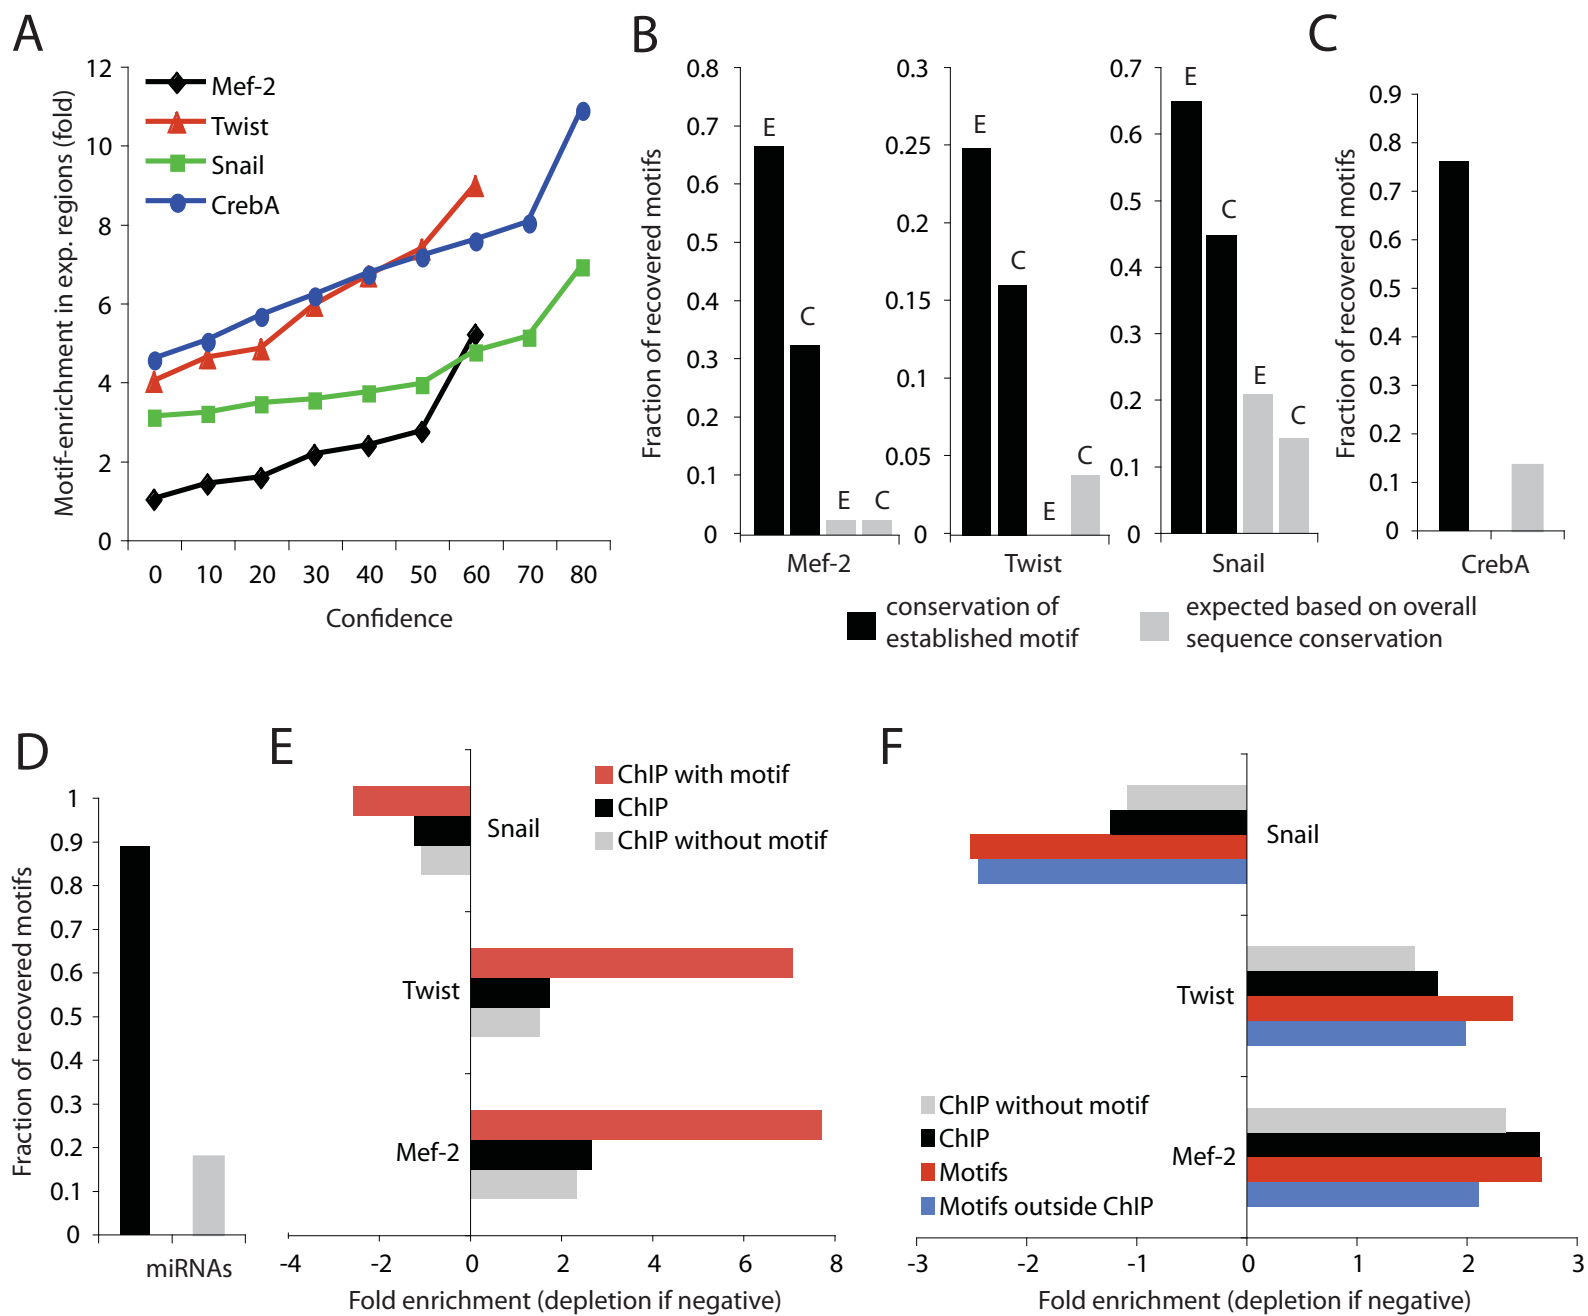 A
Motif-enrichment in exp. regions (fold)
12
10
8
6
4
2
0
Mef-2
Twist
Snail
CrebA
0 10 20 30 40 50 60 70 80
Confidence
B
Fraction of recovered motifs
0.8
0.7
0.6
0.5
0.4
0.3
0.2
0.1
0
E
C
E
C
Mef-2
0.3
0.25
0.2
0.15
0.1
0.05
0
E
C
E
C
Twist
0.7
0.6
0.5
0.4
0.3
0.2
0.1
0
E
C
E
C
Snail
C
Fraction of recovered motifs
0.9
0.8
0.7
0.6
0.5
0.4
0.3
0.2
0.1
0
CrebA
conservation of
established motif
expected based on overall
sequence conservation
D
Fraction of recovered motifs
1
0.9
0.8
0.7
0.6
0.5
0.4
0.3
0.2
0.1
0
miRNAs
E
ChIP with motif
ChIP
ChIP without motif
Snail
Twist
Mef-2
-4 -2 0 2 4 6 8
Fold enrichment (depletion if negative)
F
Snail
Twist
Mef-2
ChIP without motif
ChIP
Motifs
Motifs outside ChIP
-3 -2 -1 0 1 2 3
Fold enrichment (depletion if negative)